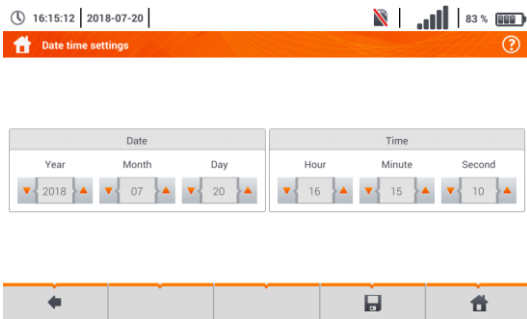 16:15:12 2018-07-20 83 %
Date time settings ?
Date Time
Year Month Day Hour Minute Second
2018 07 20 16 15 10